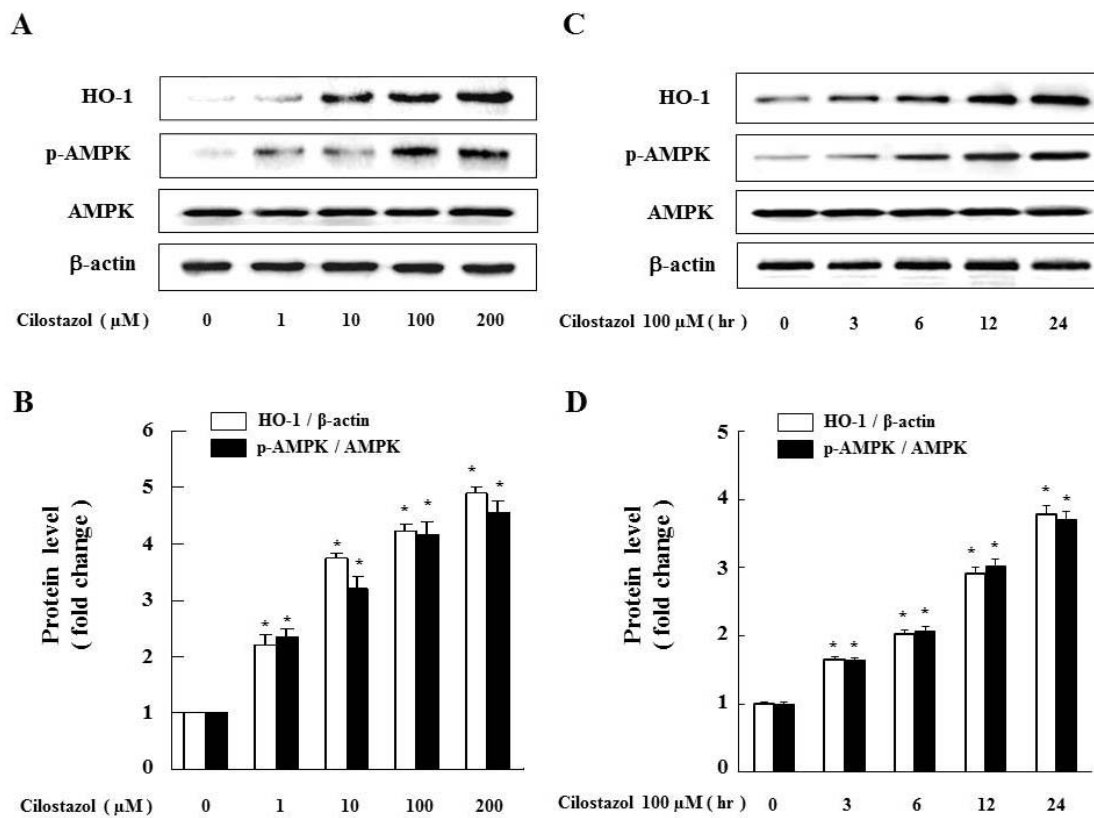 A
HO-1
p-AMPK
AMPK
β-actin
Cilostazol ( µM ) 0 1 10 100 200
C
HO-1
p-AMPK
AMPK
β-actin
Cilostazol 100 µM ( hr ) 0 3 6 12 24
B
HO-1 / β-actin
p-AMPK / AMPK
Protein level
( fold change )
6
5
4
3
2
1
0
* * * * * * * *
Cilostazol ( µM ) 0 1 10 100 200
D
HO-1 / β-actin
p-AMPK / AMPK
Protein level
( fold change )
5
4
3
2
1
0
* * * * * * * *
Cilostazol 100 µM ( hr ) 0 3 6 12 24